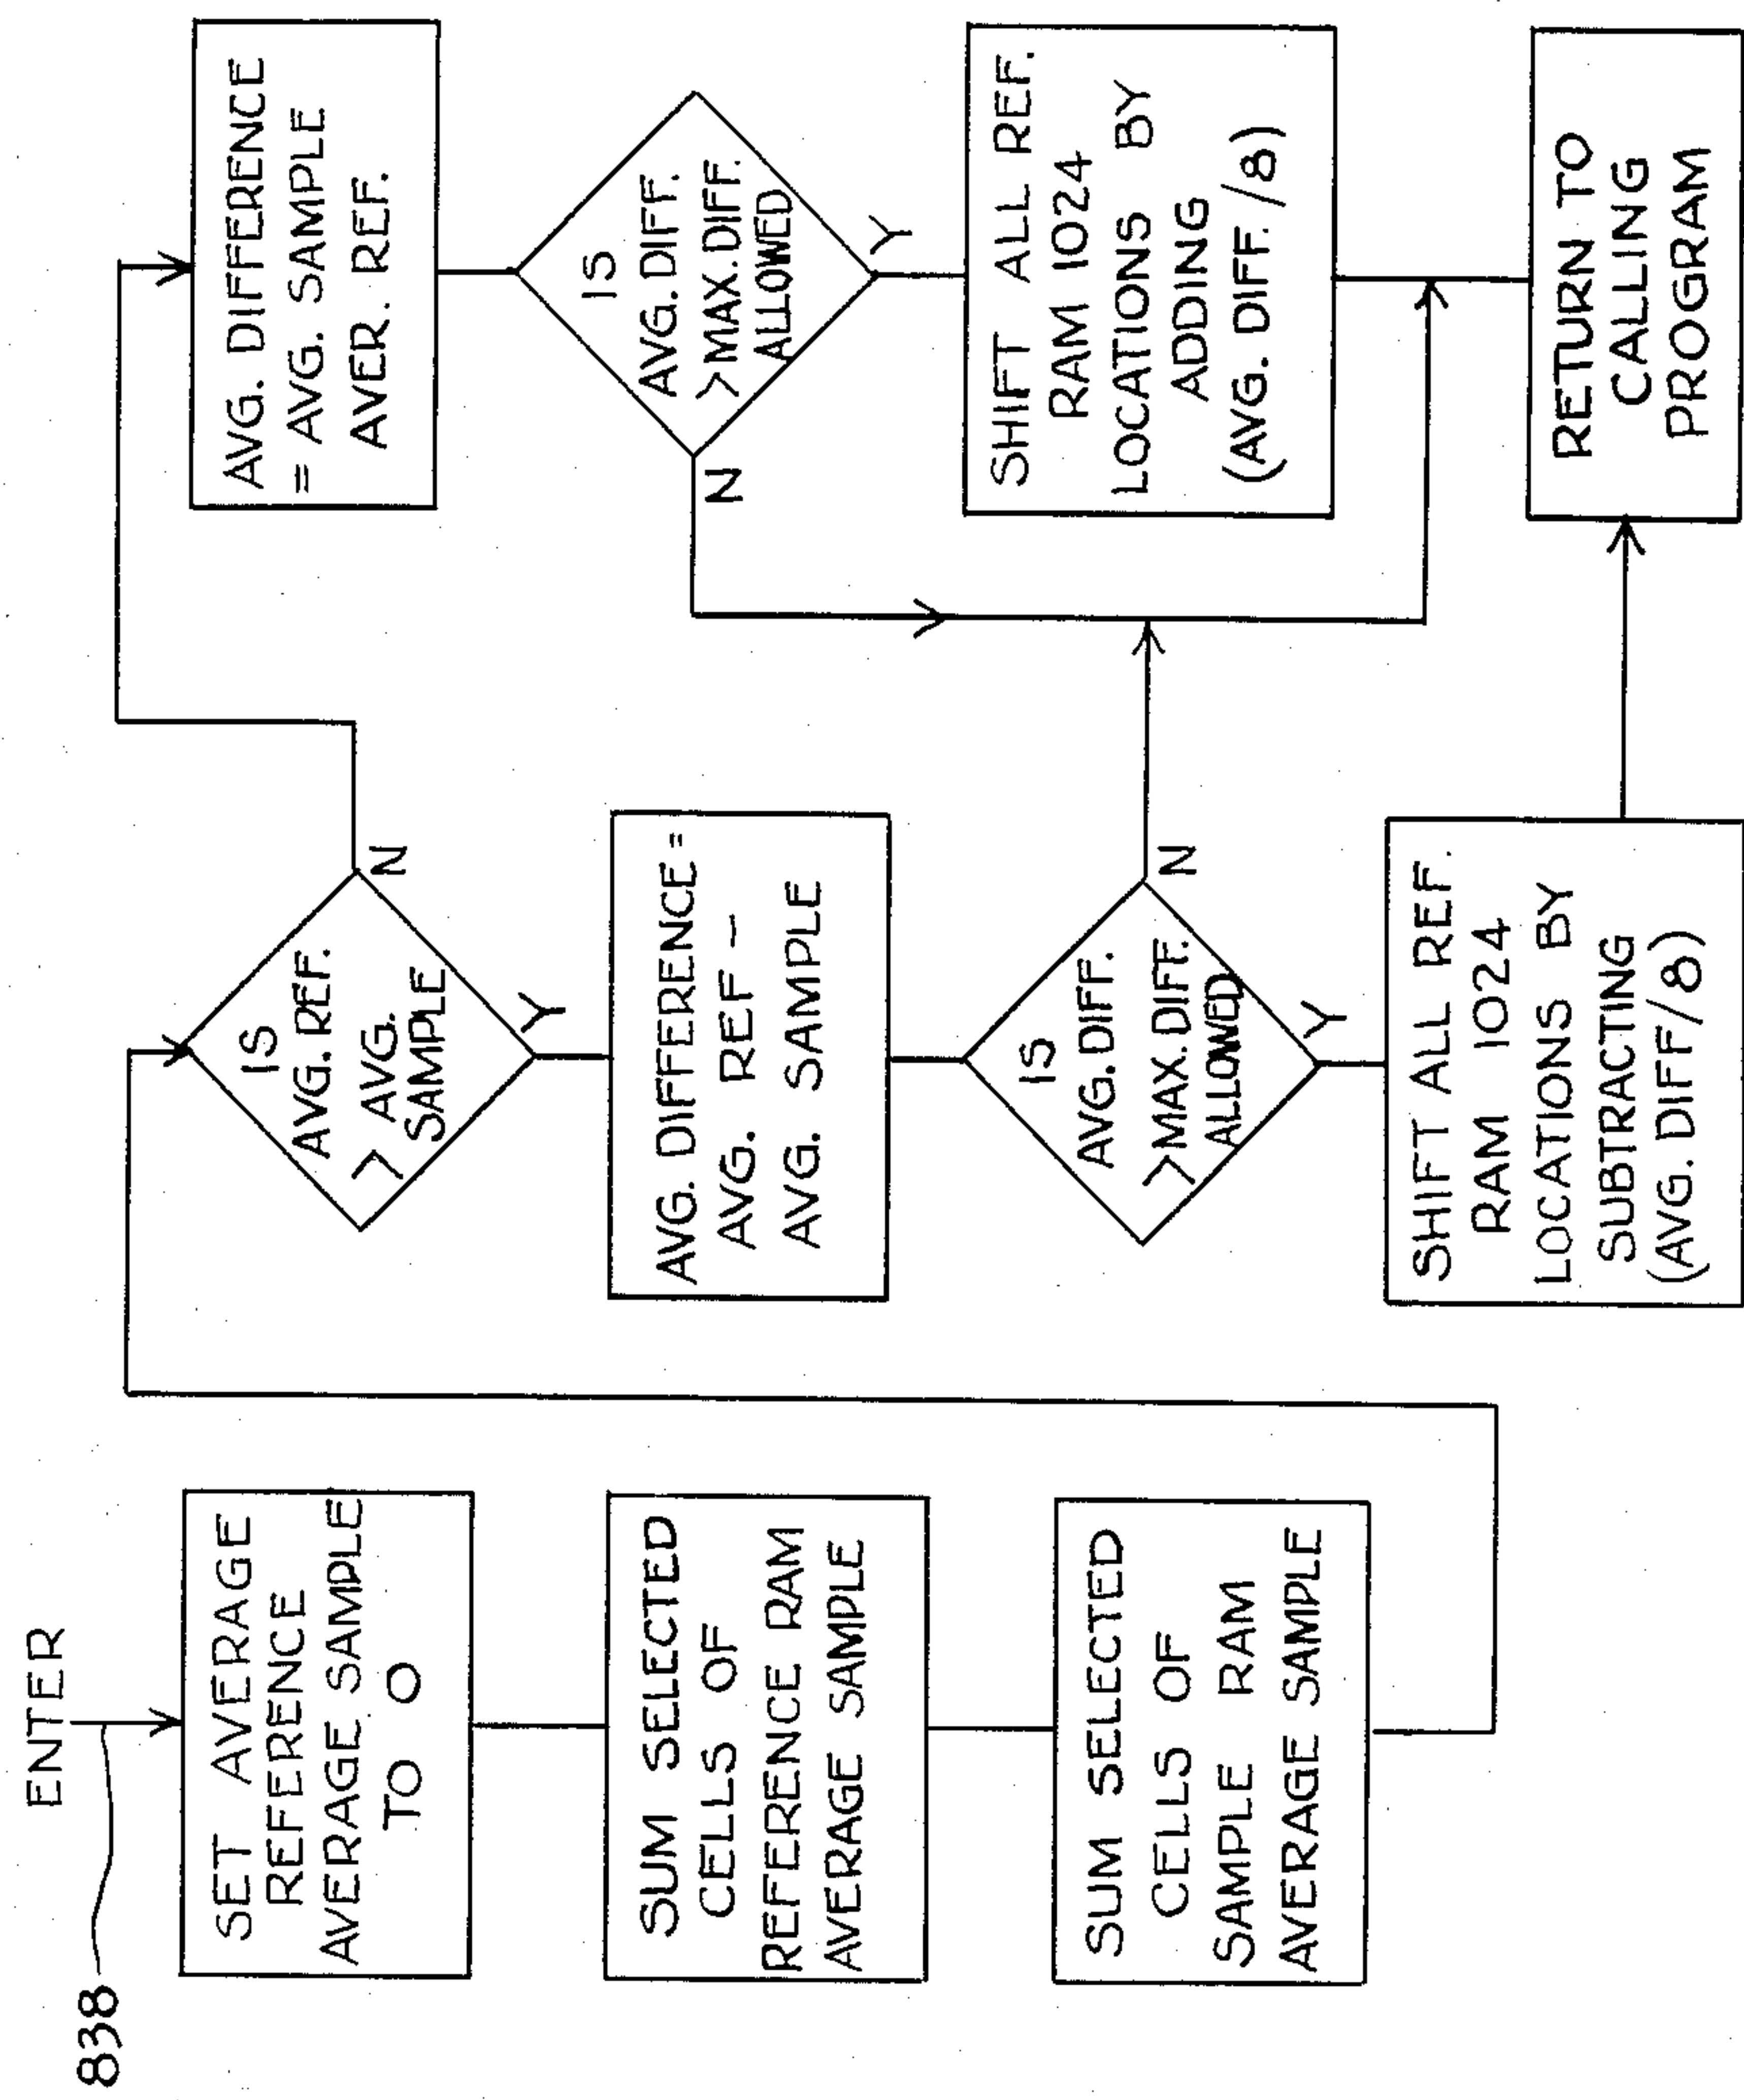 ENTER
838
SET AVERAGE
REFERENCE
AVERAGE SAMPLE
TO O
SUM SELECTED
CELLS OF
REFERENCE RAM
AVERAGE SAMPLE
SUM SELECTED
CELLS OF
SAMPLE RAM
AVERAGE SAMPLE
IS
AVG. REF.
> AVG.
SAMPLE
N
Y
AVG. DIFFERENCE =
AVG. REF –
AVG. SAMPLE
IS
AVG. DIFF.
>MAX. DIFF.
ALLOWED
N
Y
SHIFT ALL REF.
RAM 1024
LOCATIONS BY
SUBTRACTING
(AVG. DIFF/8)
AVG. DIFFERENCE
= AVG. SAMPLE
AVER. REF.
IS
AVG. DIFF.
>MAX. DIFF.
ALLOWED
N
Y
SHIFT ALL REF.
RAM 1024
LOCATIONS BY
ADDING
(AVG. DIFF. /8)
RETURN TO
CALLING
PROGRAM